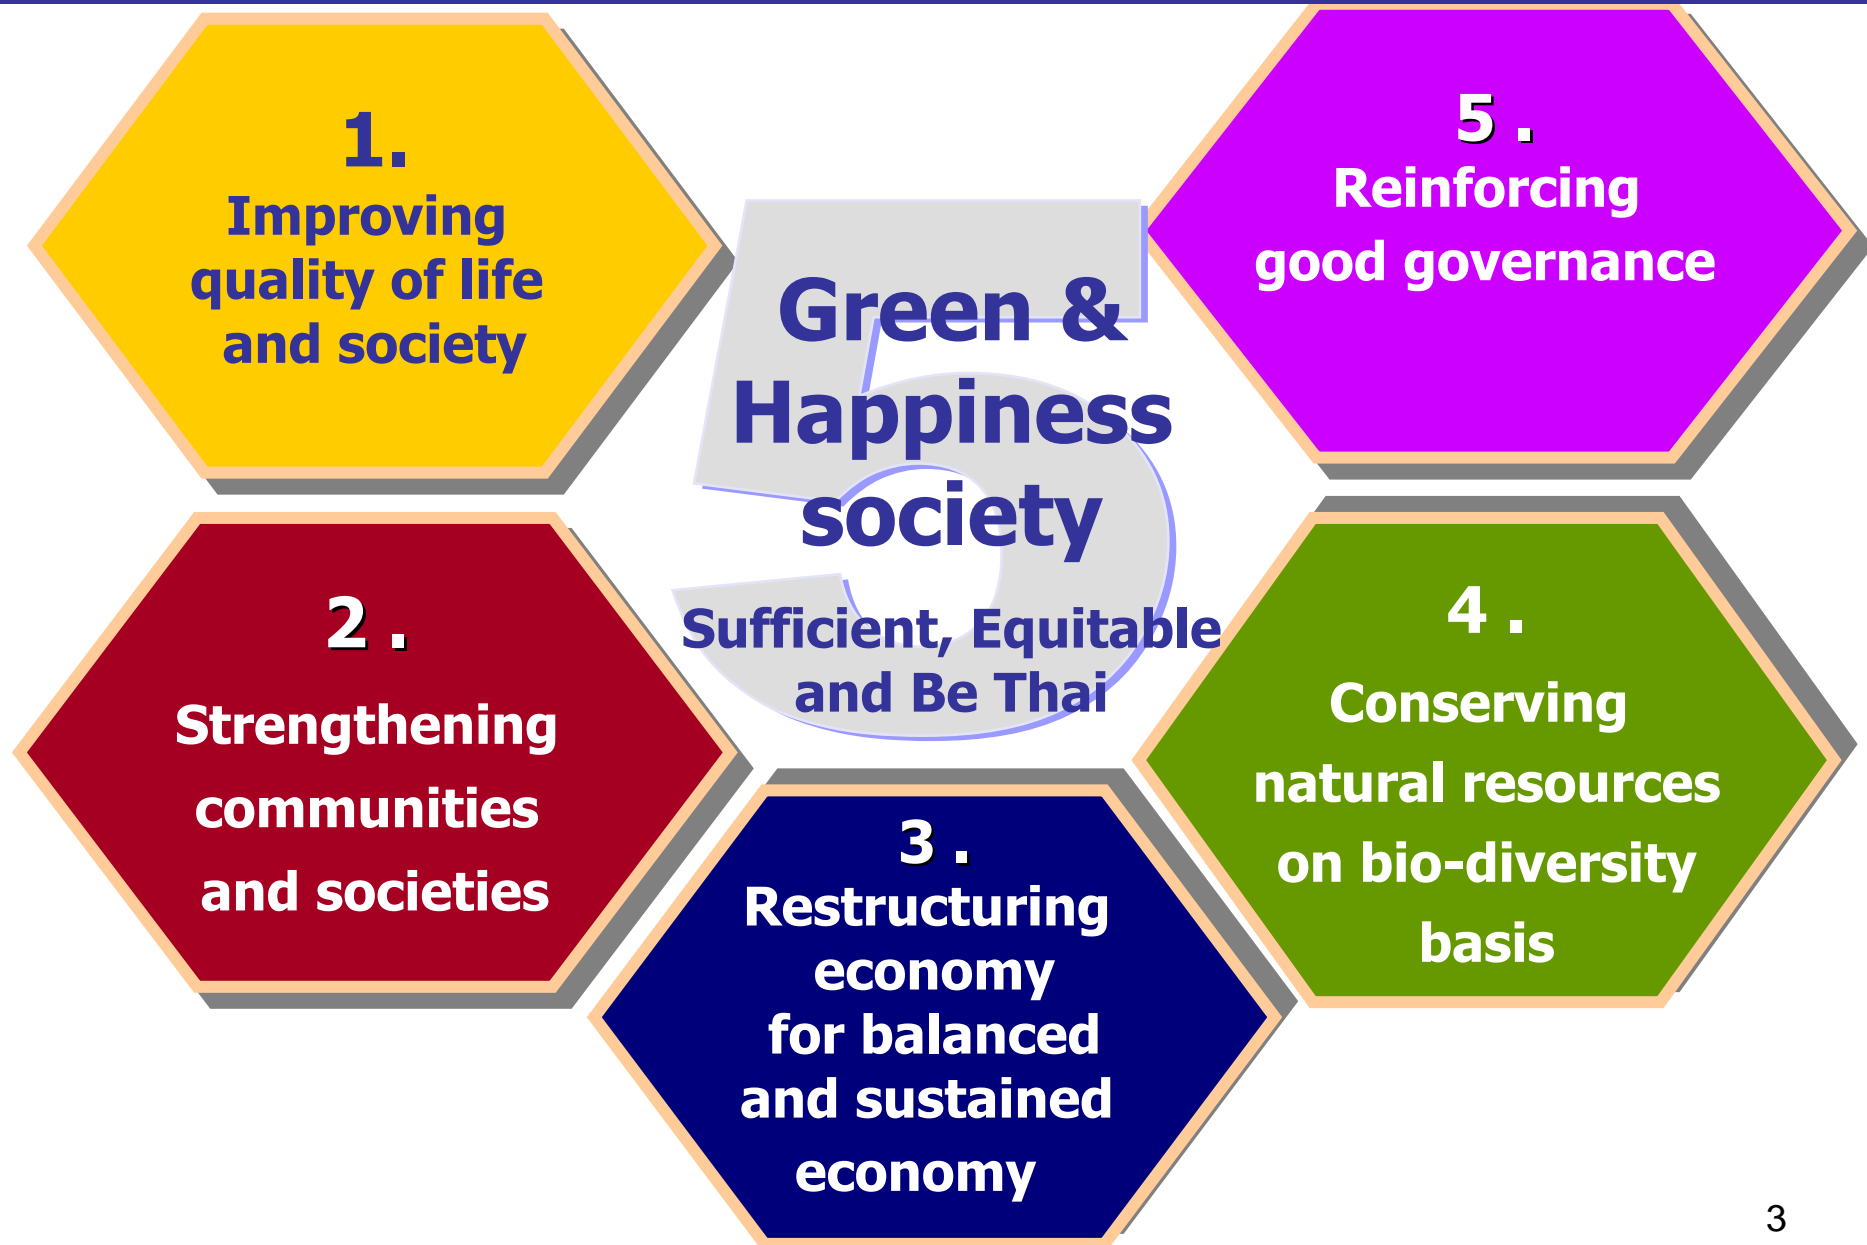 1.
Improving
quality of life
and society
2 .
Strengthening
communities
and societies
3 .
Restructuring
economy
for balanced
and sustained
economy
4 .
Conserving
natural resources
on bio-diversity
basis
5 .
Reinforcing
good governance
5
Green &
Happiness
society
Sufficient, Equitable
and Be Thai
3